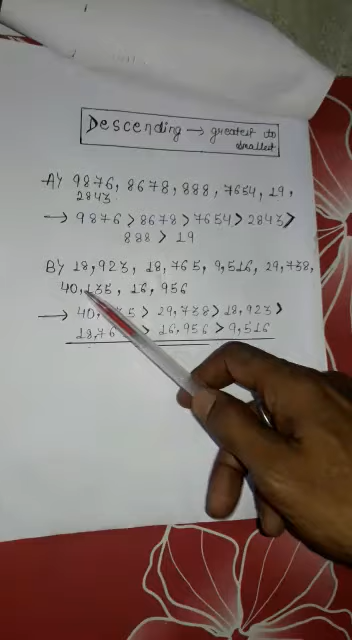 Descending → greatest to
smallest
A) 9876, 8678, 888, 7654, 19,
2843
→ 9876 > 8678 > 7654 > 2843 >
888 > 19
B) 18,923, 18,765, 9,516, 29,738,
40,135, 16,956
→ 40, 5 > 29,738 > 18,923 >
18,76 > 16,956 > 9,516